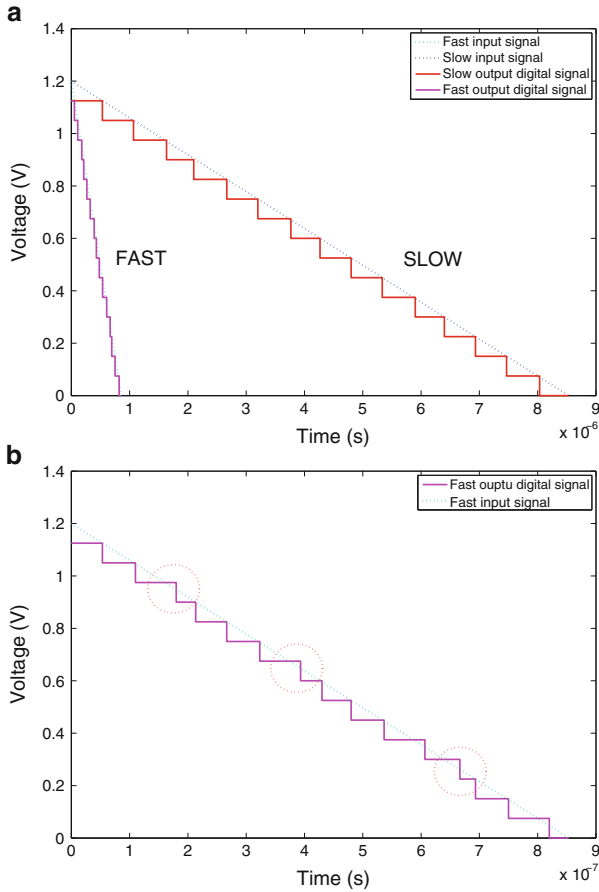 a
1.4
1.2
1
0.8
0.6
0.4
0.2
0
Voltage (V)
Fast input signal
Slow input signal
Slow output digital signal
Fast output digital signal
FAST
SLOW
0 1 2 3 4 5 6 7 8 9
Time (s)
x 10⁻⁶
b
1.4
1.2
1
0.8
0.6
0.4
0.2
0
Voltage (V)
Fast ouptu digital signal
Fast input signal
0 1 2 3 4 5 6 7 8 9
Time (s)
x 10⁻⁷